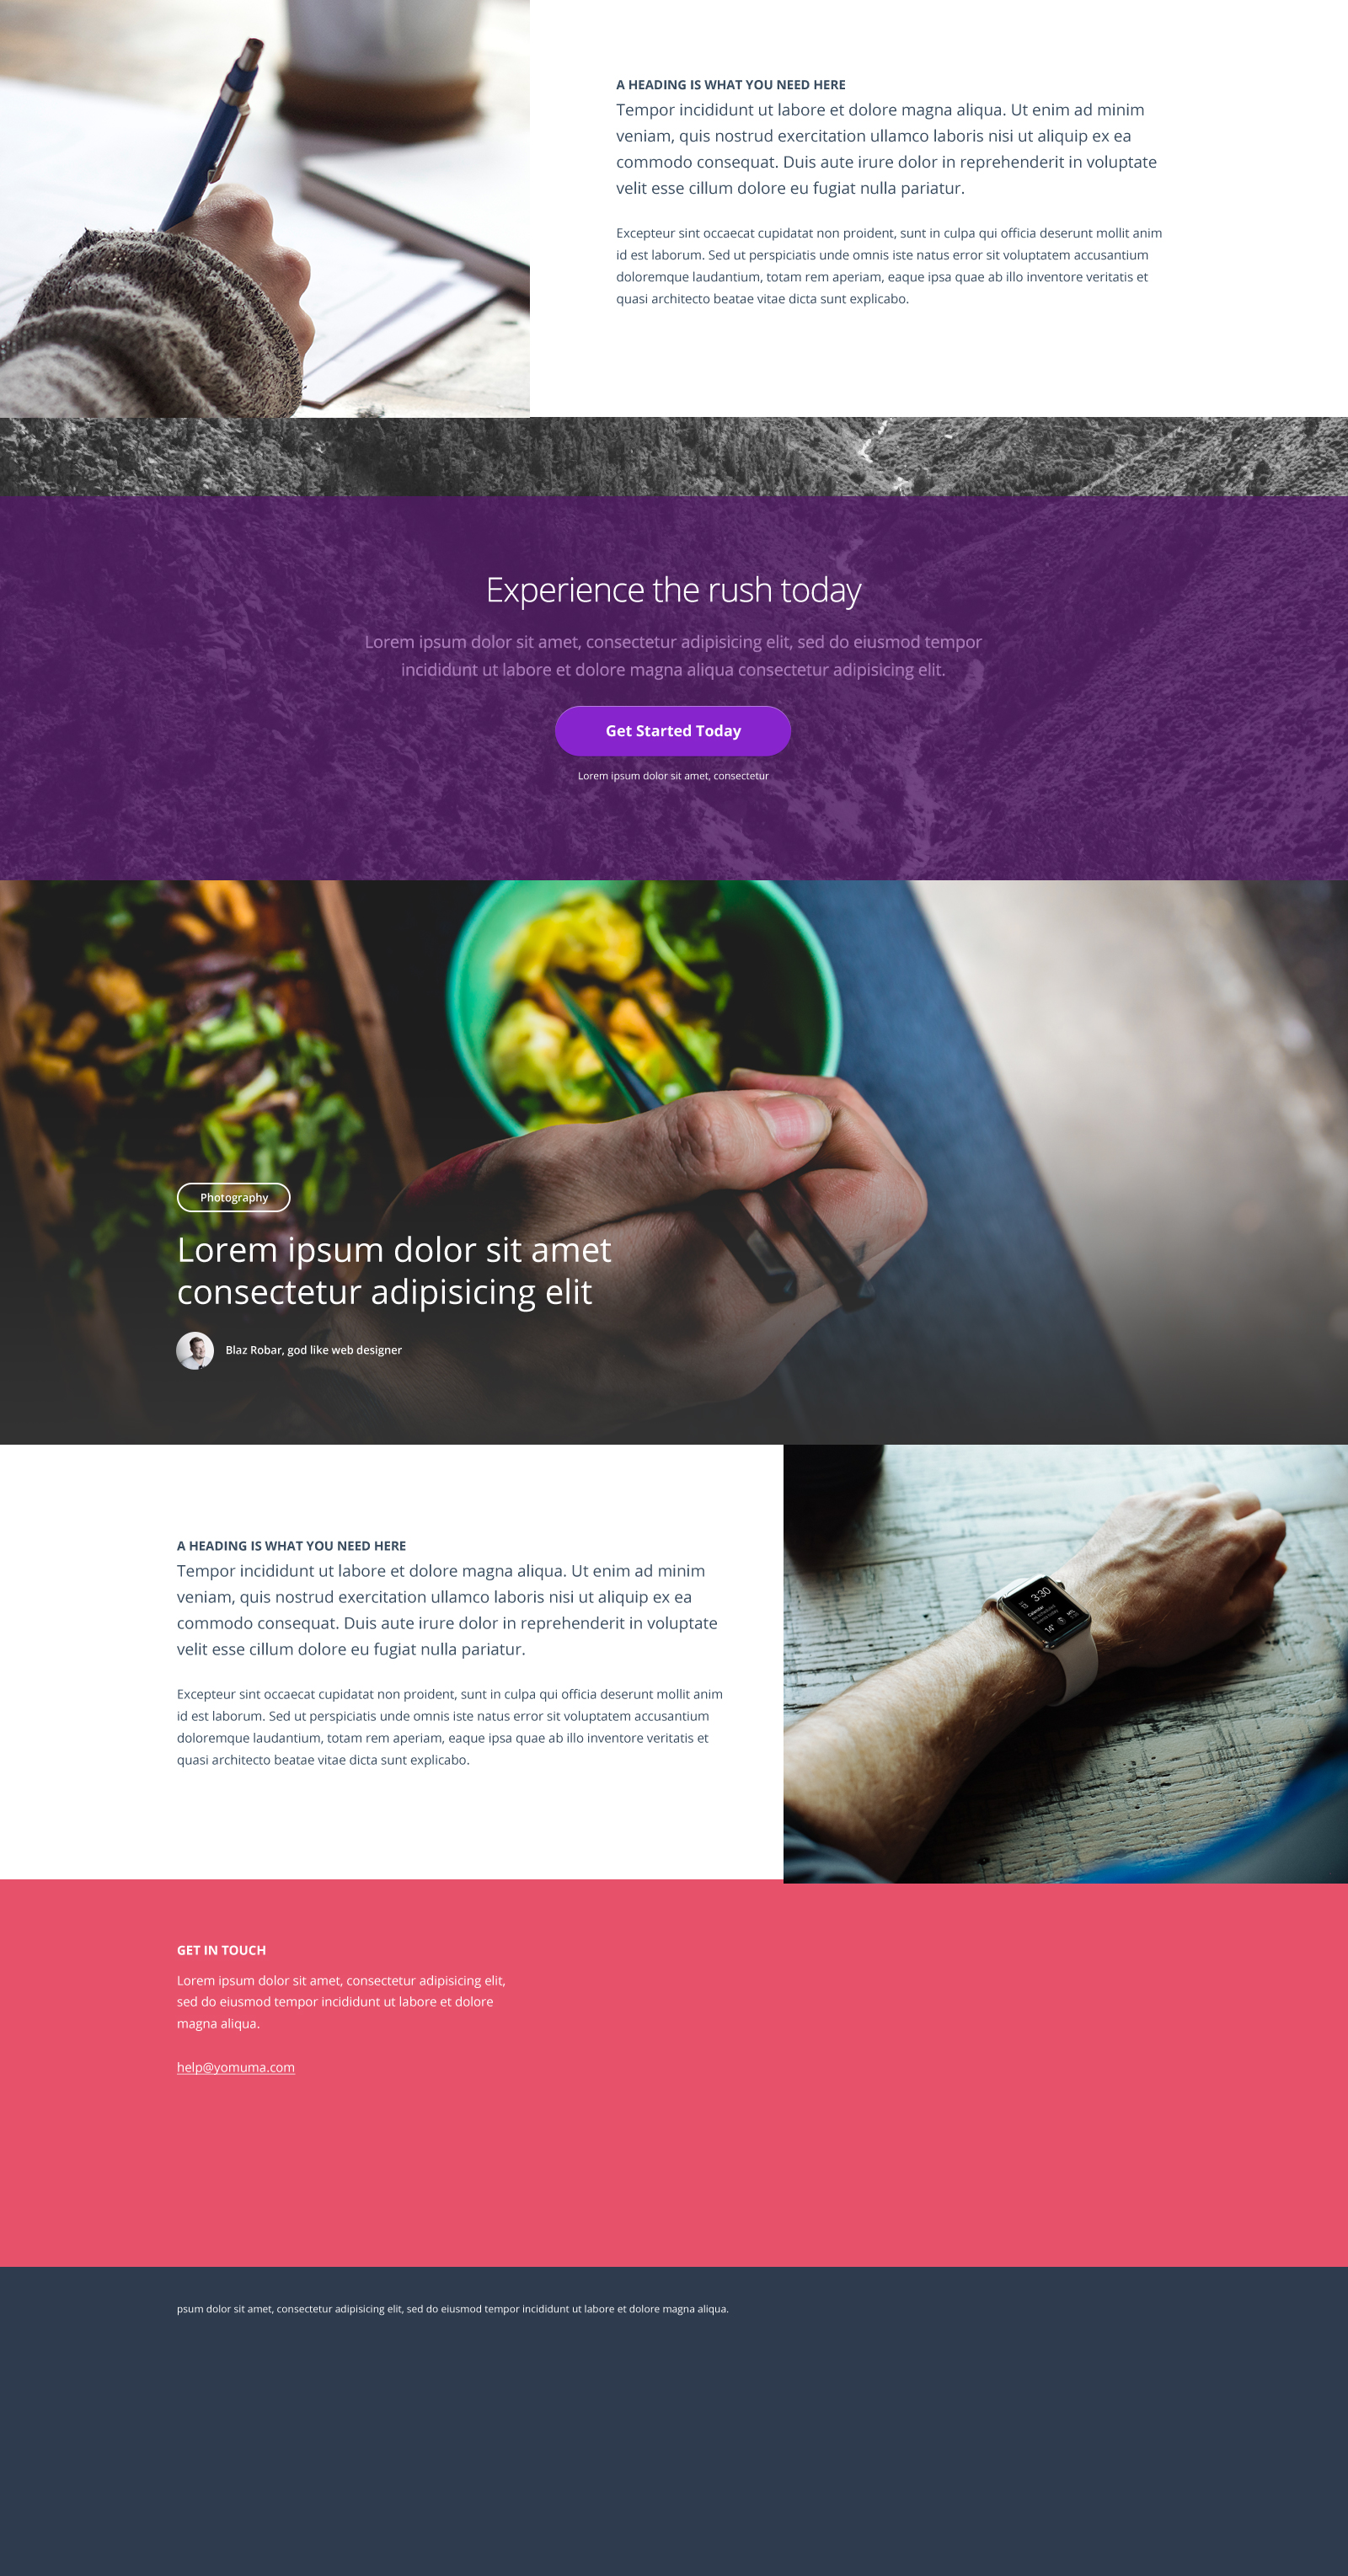 A HEADING IS WHAT YOU NEED HERE
Tempor incididunt ut labore et dolore magna aliqua. Ut enim ad minim
veniam, quis nostrud exercitation ullamco laboris nisi ut aliquip ex ea
commodo consequat. Duis aute irure dolor in reprehenderit in voluptate
velit esse cillum dolore eu fugiat nulla pariatur.
Excepteur sint occaecat cupidatat non proident, sunt in culpa qui officia deserunt mollit anim
id est laborum. Sed ut perspiciatis unde omnis iste natus error sit voluptatem accusantium
doloremque laudantium, totam rem aperiam, eaque ipsa quae ab illo inventore veritatis et
quasi architecto beatae vitae dicta sunt explicabo.
Experience the rush today
Lorem ipsum dolor sit amet, consectetur adipisicing elit, sed do eiusmod tempor
incididunt ut labore et dolore magna aliqua consectetur adipisicing elit.
Get Started Today
Lorem ipsum dolor sit amet, consectetur
Photography
Lorem ipsum dolor sit amet
consectetur adipisicing elit
Blaz Robar, god like web designer
A HEADING IS WHAT YOU NEED HERE
Tempor incididunt ut labore et dolore magna aliqua. Ut enim ad minim
veniam, quis nostrud exercitation ullamco laboris nisi ut aliquip ex ea
commodo consequat. Duis aute irure dolor in reprehenderit in voluptate
velit esse cillum dolore eu fugiat nulla pariatur.
Excepteur sint occaecat cupidatat non proident, sunt in culpa qui officia deserunt mollit anim
id est laborum. Sed ut perspiciatis unde omnis iste natus error sit voluptatem accusantium
doloremque laudantium, totam rem aperiam, eaque ipsa quae ab illo inventore veritatis et
quasi architecto beatae vitae dicta sunt explicabo.
3:30
Calendar
14°
GET IN TOUCH
Lorem ipsum dolor sit amet, consectetur adipisicing elit,
sed do eiusmod tempor incididunt ut labore et dolore
magna aliqua.
help@yomuma.com
psum dolor sit amet, consectetur adipisicing elit, sed do eiusmod tempor incididunt ut labore et dolore magna aliqua.